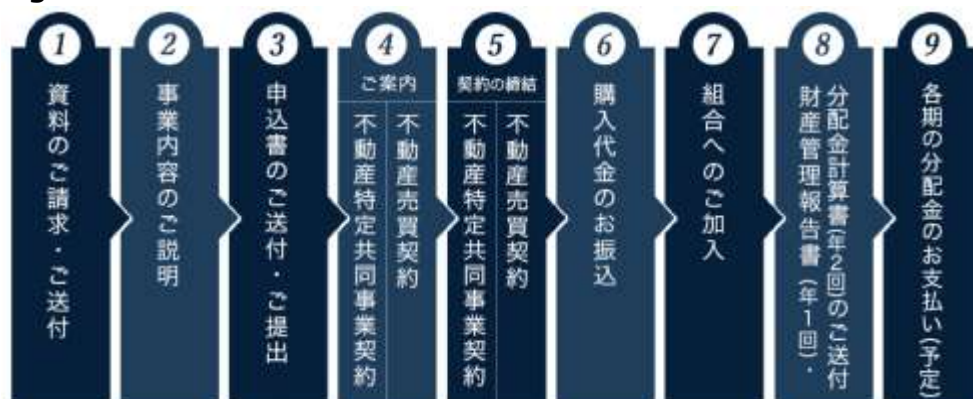 1
資料のご請求・ご送付
2
事業内容のご説明
3
申込書のご送付・ご提出
4
ご案内
不動産売買契約
不動産特定共同事業契約
5
契約の締結
不動産売買契約
不動産特定共同事業契約
6
購入代金のお振込
7
組合へのご加入
8
財産管理報告書(年1回)・
分配金計算書(年2回)のご送付
9
各期の分配金のお支払い(予定)